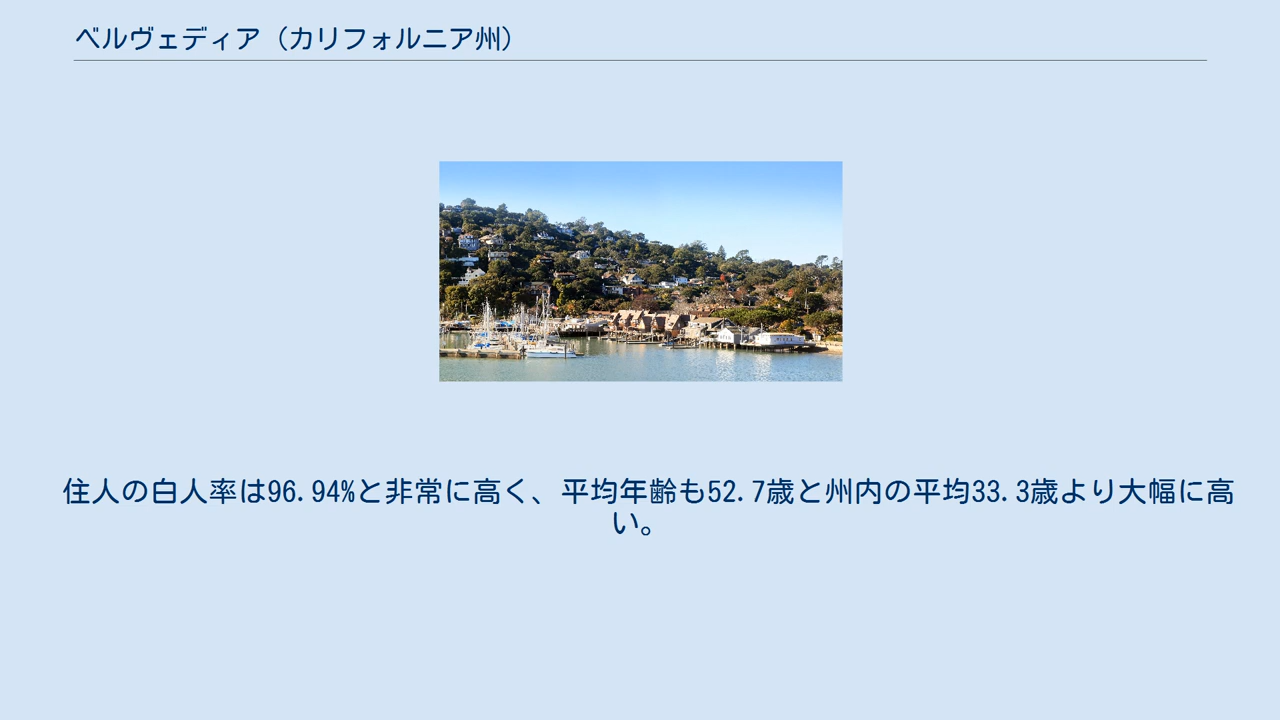 ベルヴェディア（カリフォルニア州）
住人の白人率は96.94%と非常に高く、平均年齢も52.7歳と州内の平均33.3歳より大幅に高
い。